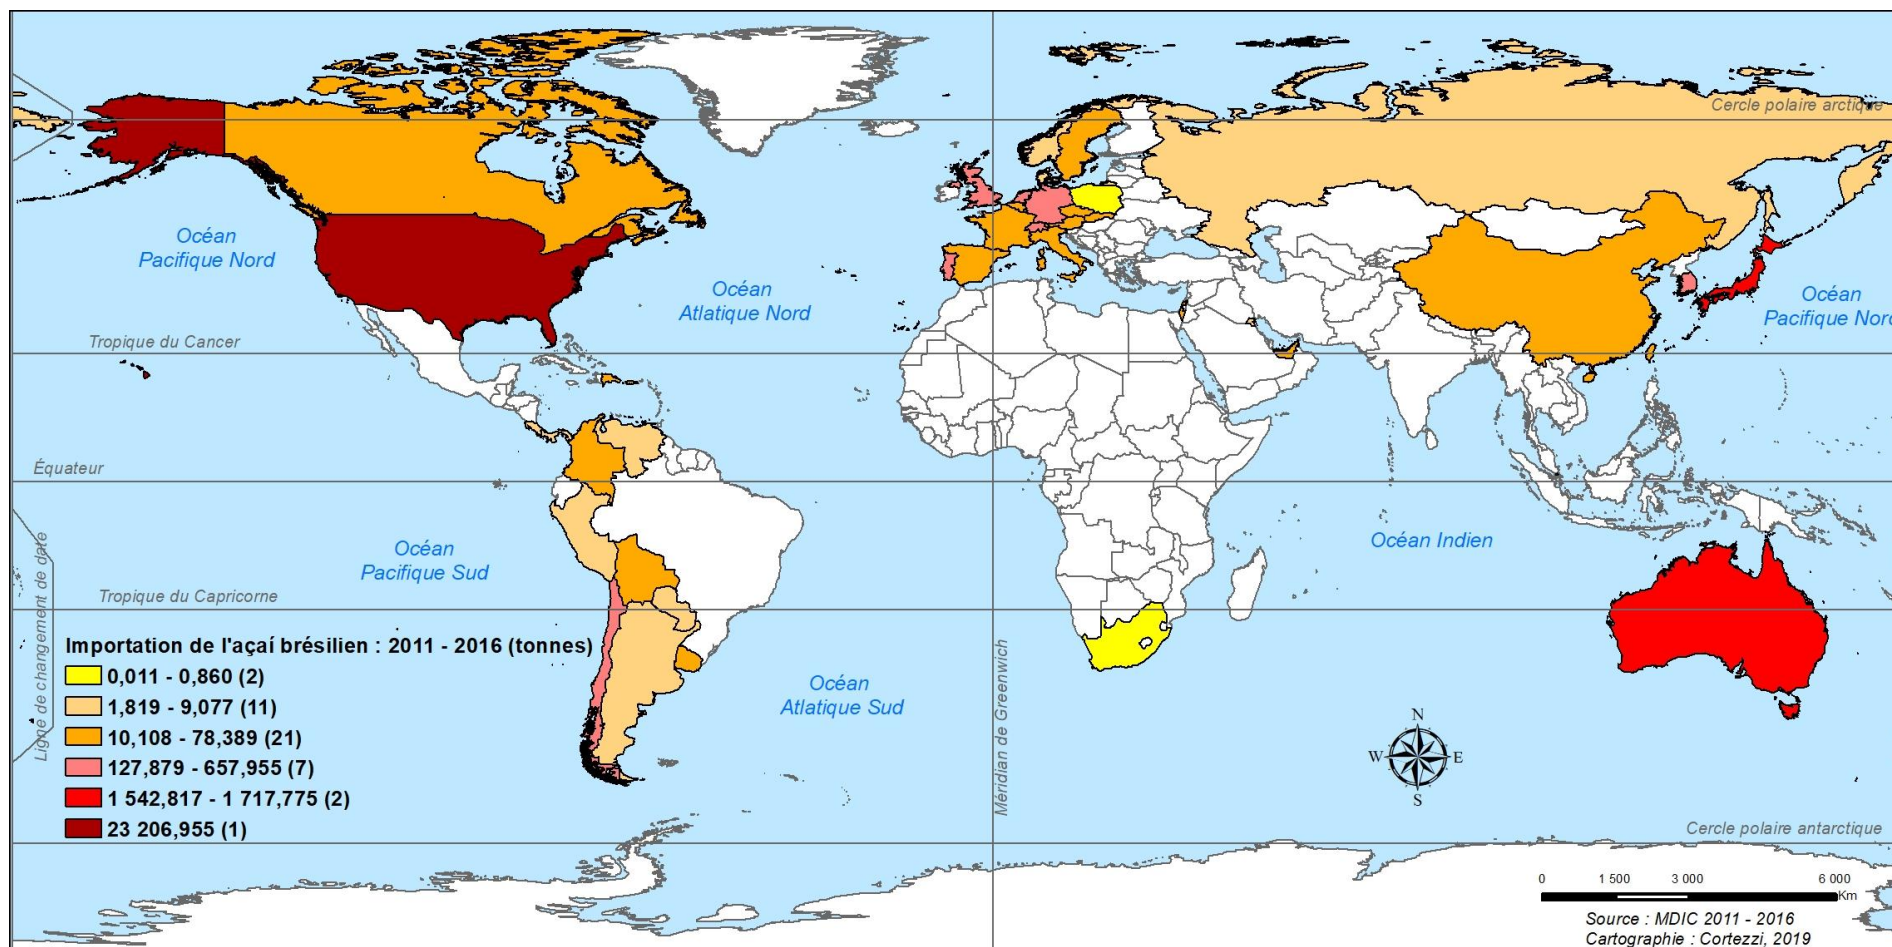 Cercle polaire arctique
Océan
Pacifique Nord
Océan
Atlatique Nord
Océan
Pacifique Nord
Tropique du Cancer
Équateur
Océan
Pacifique Sud
Océan Indien
Tropique du Capricorne
Ligne de changement de date
Importation de l'açaí brésilien : 2011 - 2016 (tonnes)
0,011 - 0,860 (2)
1,819 - 9,077 (11)
10,108 - 78,389 (21)
127,879 - 657,955 (7)
1 542,817 - 1 717,775 (2)
23 206,955 (1)
Océan
Atlatique Sud
Méridian de Greenwich
N
W E
S
Cercle polaire antarctique
0 1 500 3 000 6 000
Km
Source : MDIC 2011 - 2016
Cartographie : Cortezzi, 2019